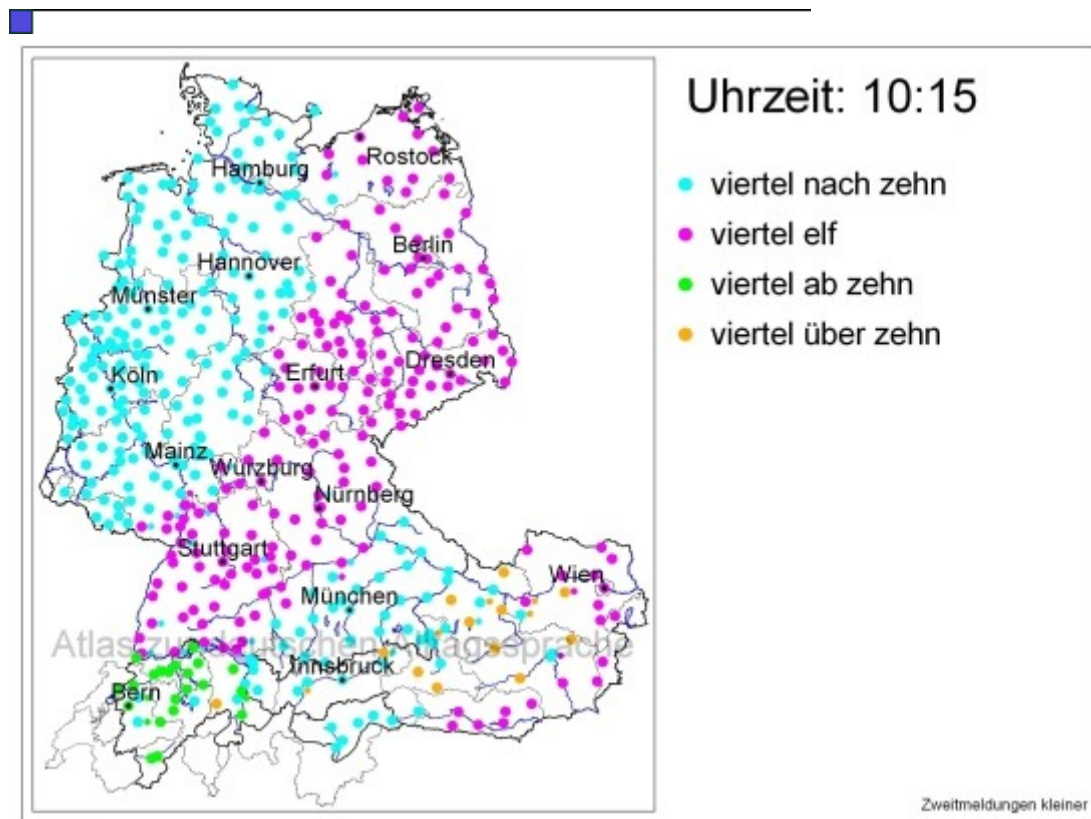 Uhrzeit: 10:15
viertel nach zehn
viertel elf
viertel ab zehn
viertel über zehn
Rostock
Hamburg
Berlin
Hannover
Münster
Dresden
Köln
Erfurt
Mainz
Würzburg
Nürnberg
Stuttgart
Wien
München
Atlas zur deutschen Alltagssprache
Innsbruck
Bern
Zweitmeldungen kleiner